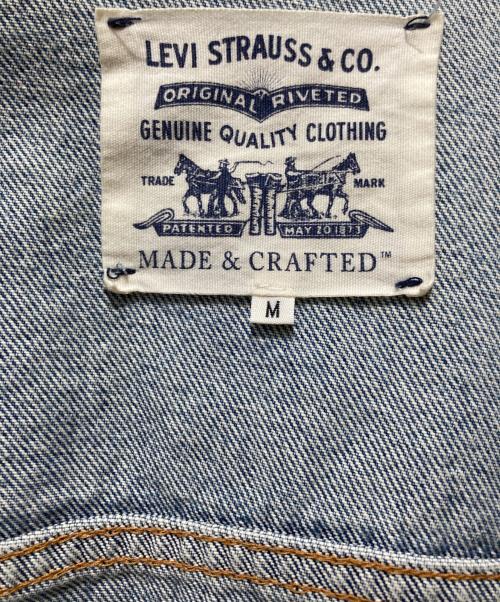 LEVI STRAUSS & CO.
ORIGINAL RIVETED
GENUINE QUALITY CLOTHING
TRADE MARK
PATENTED MAY 20 1873
MADE & CRAFTED™
M